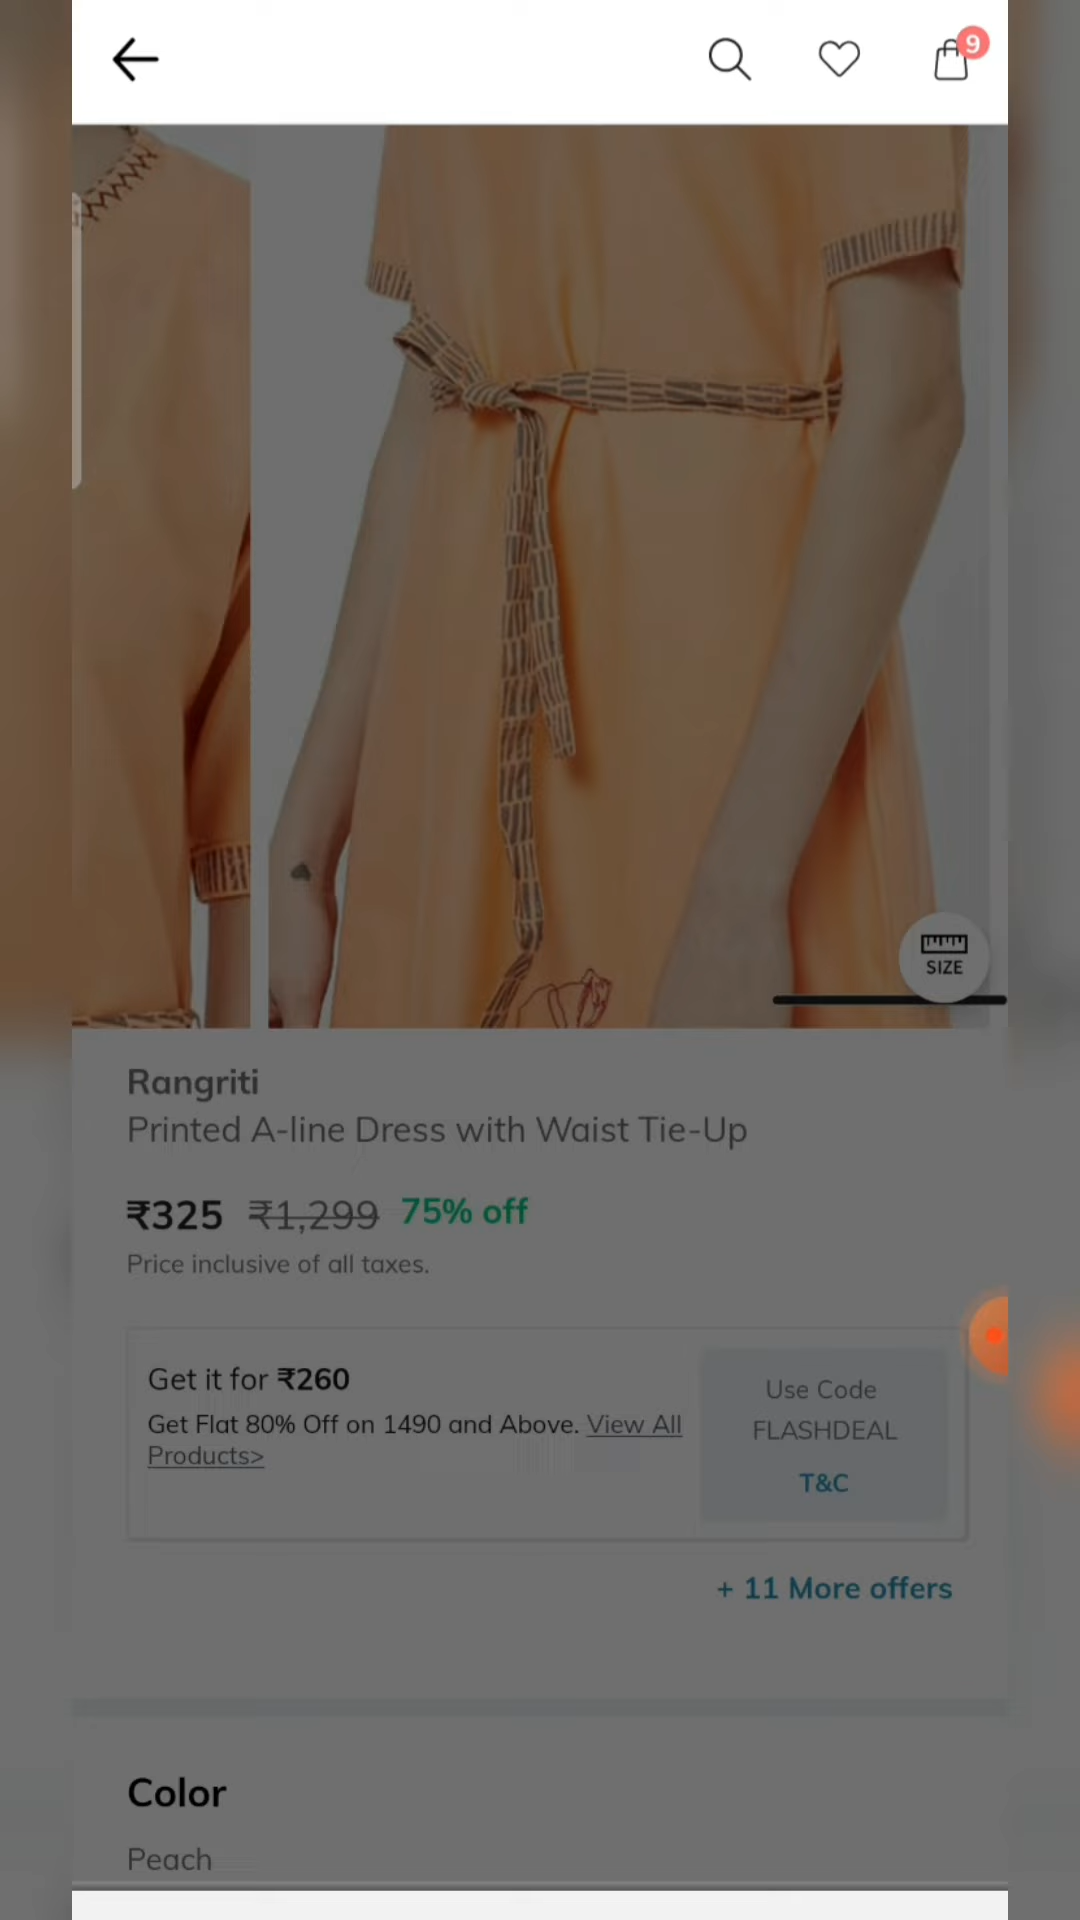 9
SIZE
Rangriti
Printed A-line Dress with Waist Tie-Up
₹325 ₹1,299 75% off
Price inclusive of all taxes.
Get it for ₹260
Get Flat 80% Off on 1490 and Above. View All
Products>
Use Code
FLASHDEAL
T&C
+ 11 More offers
Color
Peach